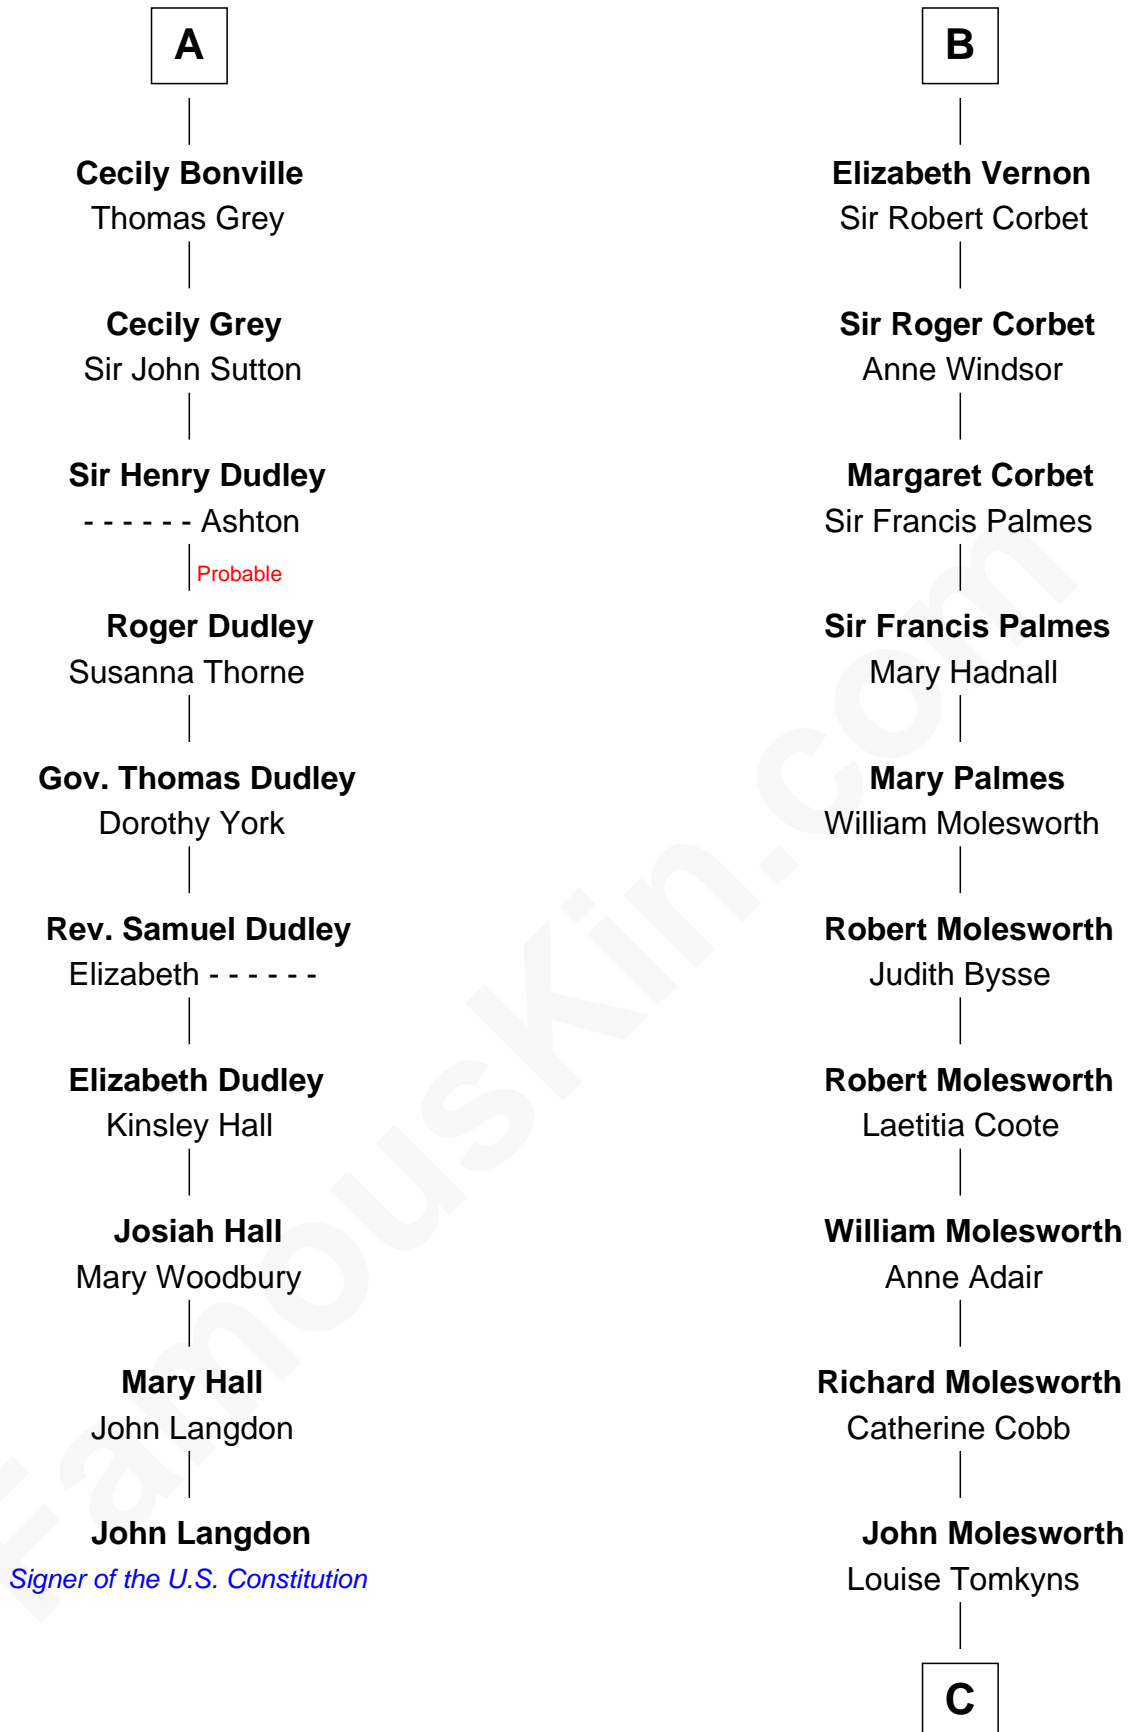 A
Cecily Bonville
Thomas Grey
Cecily Grey
Sir John Sutton
Sir Henry Dudley
- - - - - - Ashton
Probable
Roger Dudley
Susanna Thorne
Gov. Thomas Dudley
Dorothy York
Rev. Samuel Dudley
Elizabeth - - - - - -
Elizabeth Dudley
Kinsley Hall
Josiah Hall
Mary Woodbury
Mary Hall
John Langdon
John Langdon
Signer of the U.S. Constitution
B
Elizabeth Vernon
Sir Robert Corbet
Sir Roger Corbet
Anne Windsor
Margaret Corbet
Sir Francis Palmes
Sir Francis Palmes
Mary Hadnall
Mary Palmes
William Molesworth
Robert Molesworth
Judith Bysse
Robert Molesworth
Laetitia Coote
William Molesworth
Anne Adair
Richard Molesworth
Catherine Cobb
John Molesworth
Louise Tomkyns
C
FamousKin.com